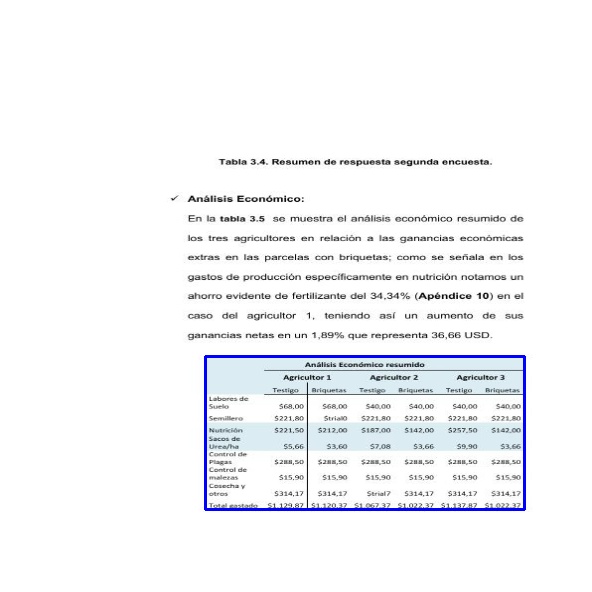 Tabla 3.4. Resumen de respuesta segunda encuesta.
✓ Análisis Económico:
En la tabla 3.5 se muestra el análisis económico resumido de
los tres agricultores en relación a las ganancias económicas
extras en las parcelas con briquetas; como se señala en los
gastos de producción específicamente en nutrición notamos un
ahorro evidente de fertilizante del 34,34% (Apéndice 10) en el
caso del agricultor 1, teniendo así un aumento de sus
ganancias netas en un 1,89% que representa 36,66 USD.
Análisis Económico resumido
Agricultor 1 Agricultor 2 Agricultor 3
Testigo Briquetas Testigo Briquetas Testigo Briquetas
Labores de
Suelo $68,00 $68,00 $40,00 $40,00 $40,00 $40,00
Semillero $221,80 $trial0 $221,80 $221,80 $221,80 $221,80
Nutrición $221,50 $212,00 $187,00 $142,00 $257,50 $142,00
Sacos de
Urea/ha $5,66 $3,60 $7,08 $3,66 $9,90 $3,66
Control de
Plagas $288,50 $288,50 $288,50 $288,50 $288,50 $288,50
Control de
malezas $15,90 $15,90 $15,90 $15,90 $15,90 $15,90
Cosecha y
otros $314,17 $314,17 $trial7 $314,17 $314,17 $314,17
Total gastado $1.129,87 $1.120,37 $1.067,37 $1.022,37 $1.137,87 $1.022,37